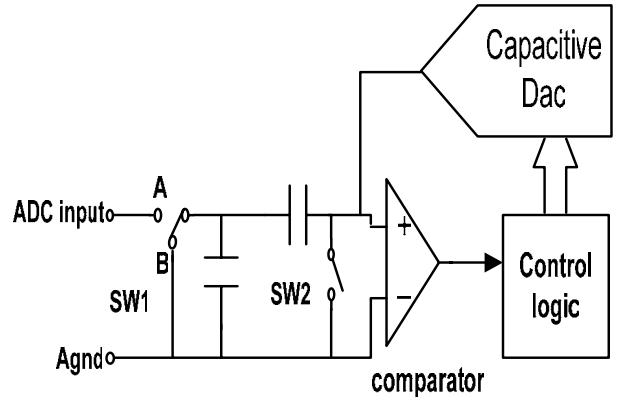 Capacitive
Dac
A
ADC input
B
SW1
SW2
+
−
Control
logic
Agnd
comparator